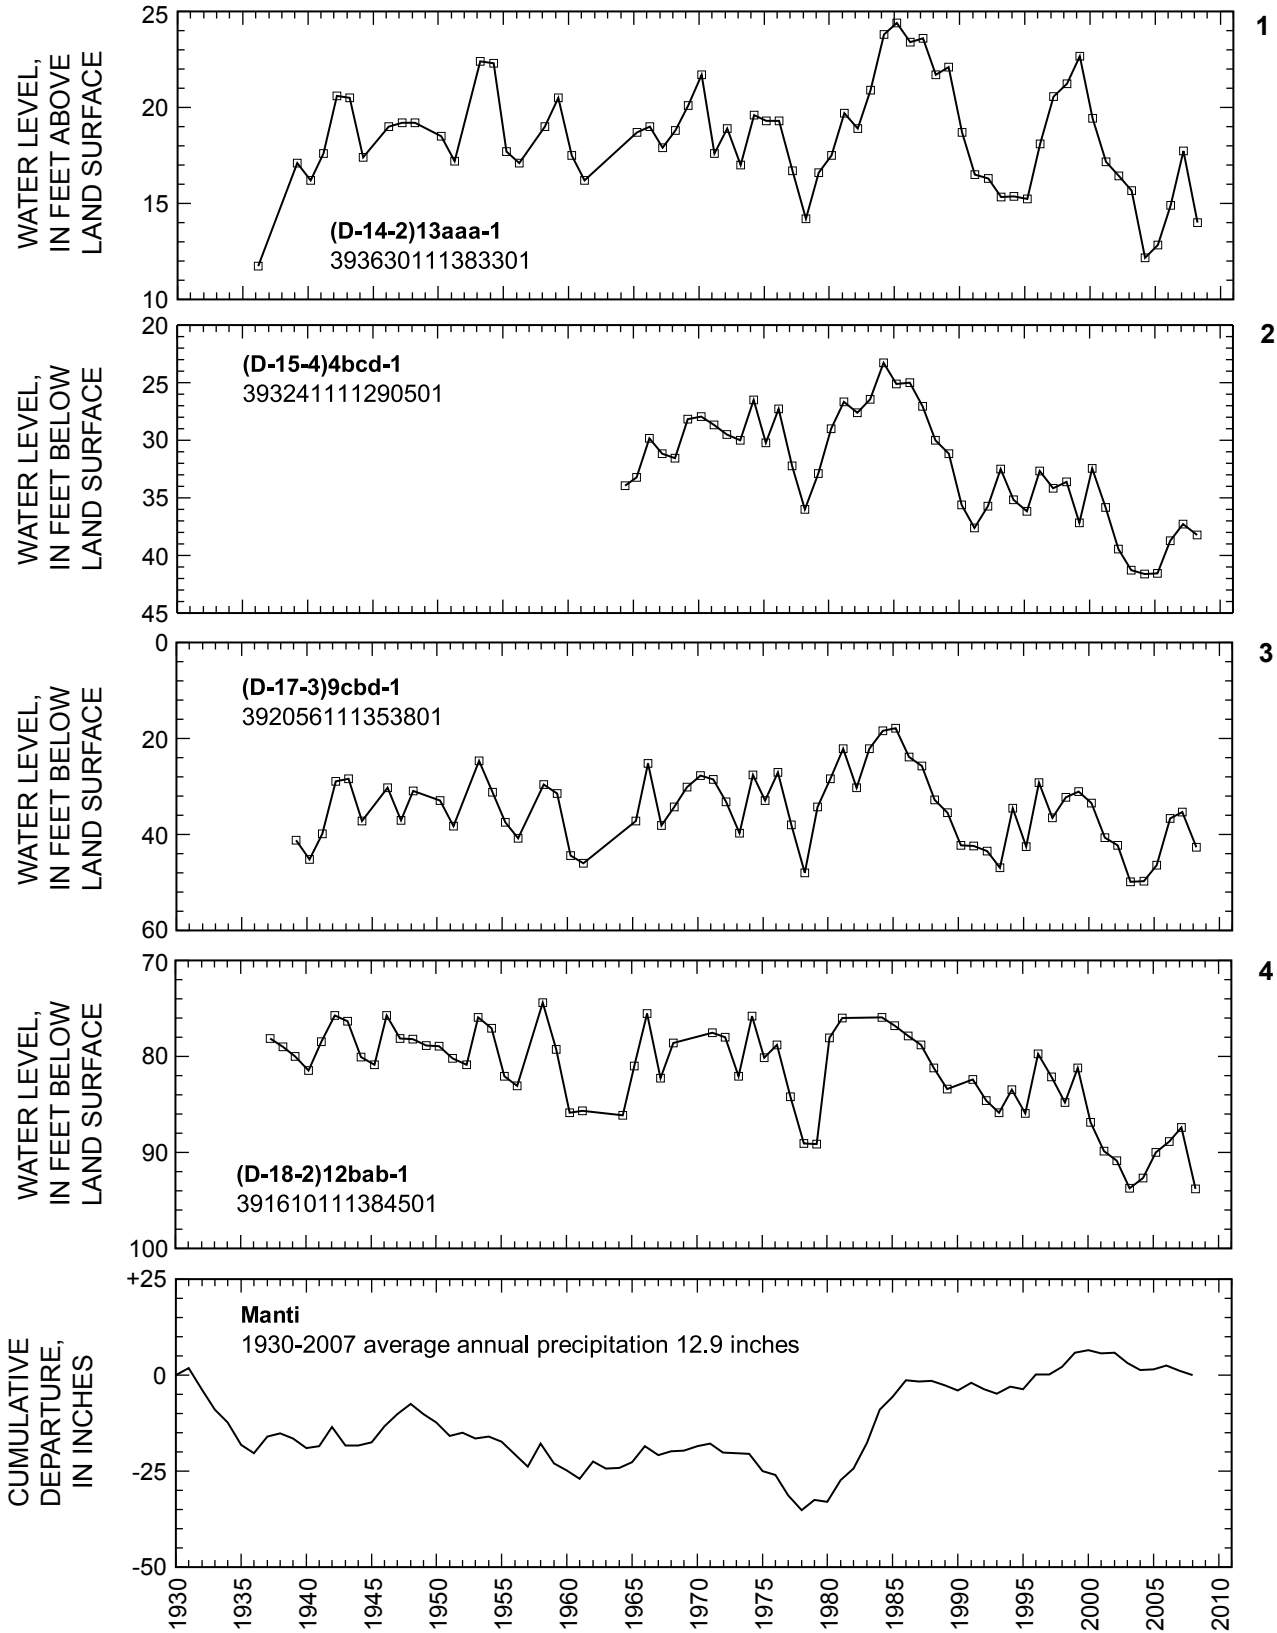 1
WATER LEVEL,
IN FEET ABOVE
LAND SURFACE
25
20
15
10
(D-14-2)13aaa-1
393630111383301
2
WATER LEVEL,
IN FEET BELOW
LAND SURFACE
20
25
30
35
40
45
(D-15-4)4bcd-1
393241111290501
3
WATER LEVEL,
IN FEET BELOW
LAND SURFACE
0
20
40
60
(D-17-3)9cbd-1
392056111353801
4
WATER LEVEL,
IN FEET BELOW
LAND SURFACE
70
80
90
100
(D-18-2)12bab-1
391610111384501
CUMULATIVE
DEPARTURE,
IN INCHES
+25
0
-25
-50
Manti
1930-2007 average annual precipitation 12.9 inches
1930
1935
1940
1945
1950
1955
1960
1965
1970
1975
1980
1985
1990
1995
2000
2005
2010